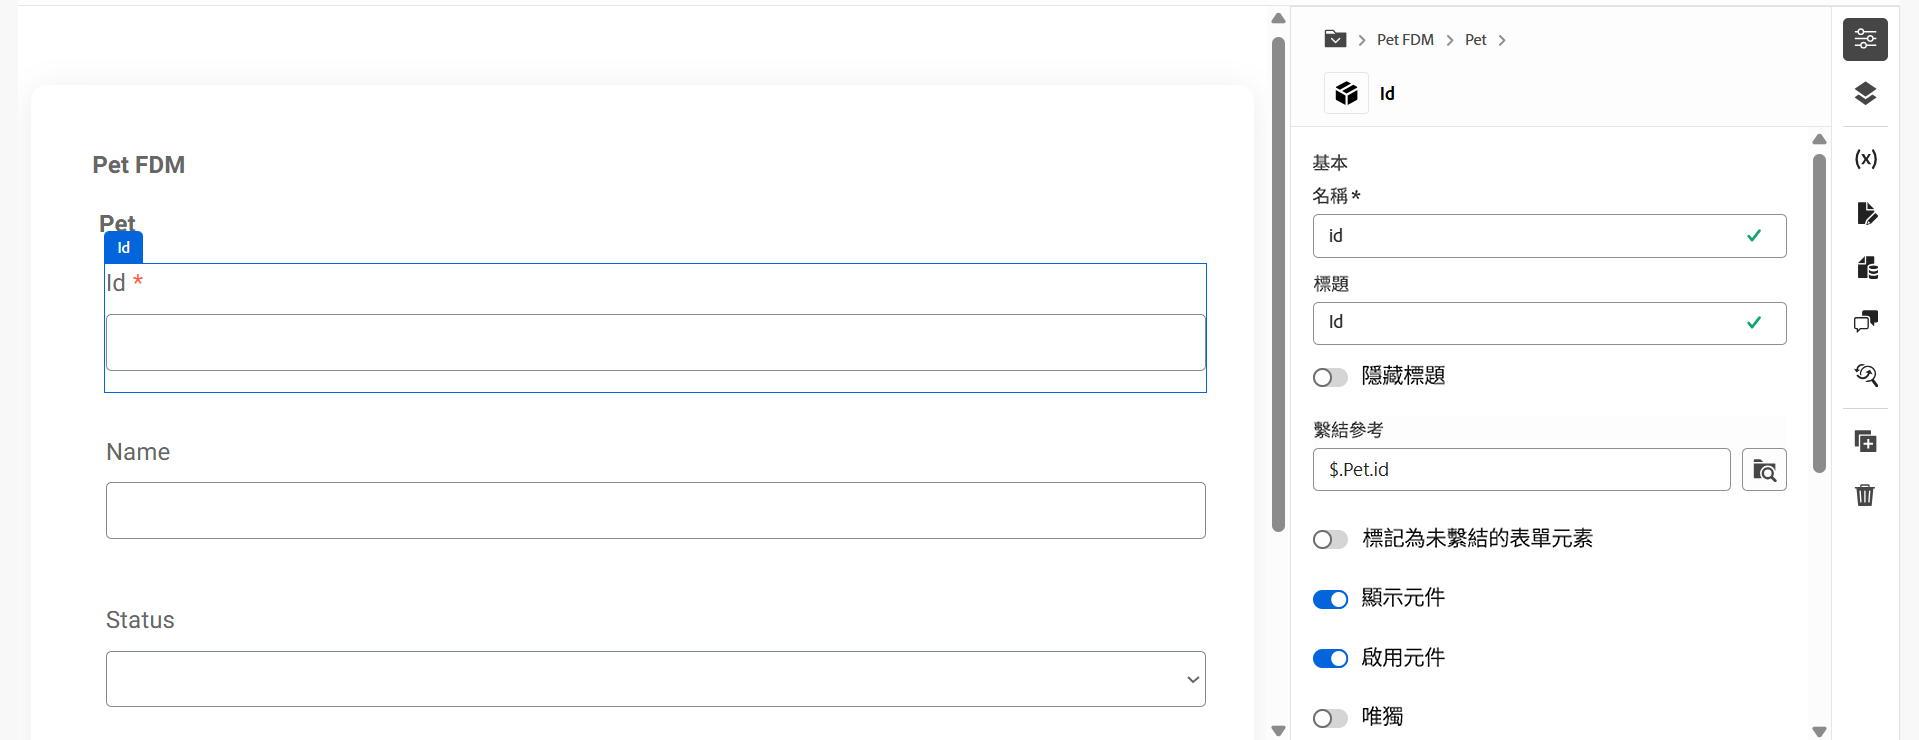 Pet FDM
Pet
Id
Id *
Name
Status
Pet FDM
Pet
Id
基本
名稱 *
id
標題
Id
隱藏標題
繫結參考
$.Pet.id
標記為未繫結的表單元素
顯示元件
啟用元件
唯獨
(x)